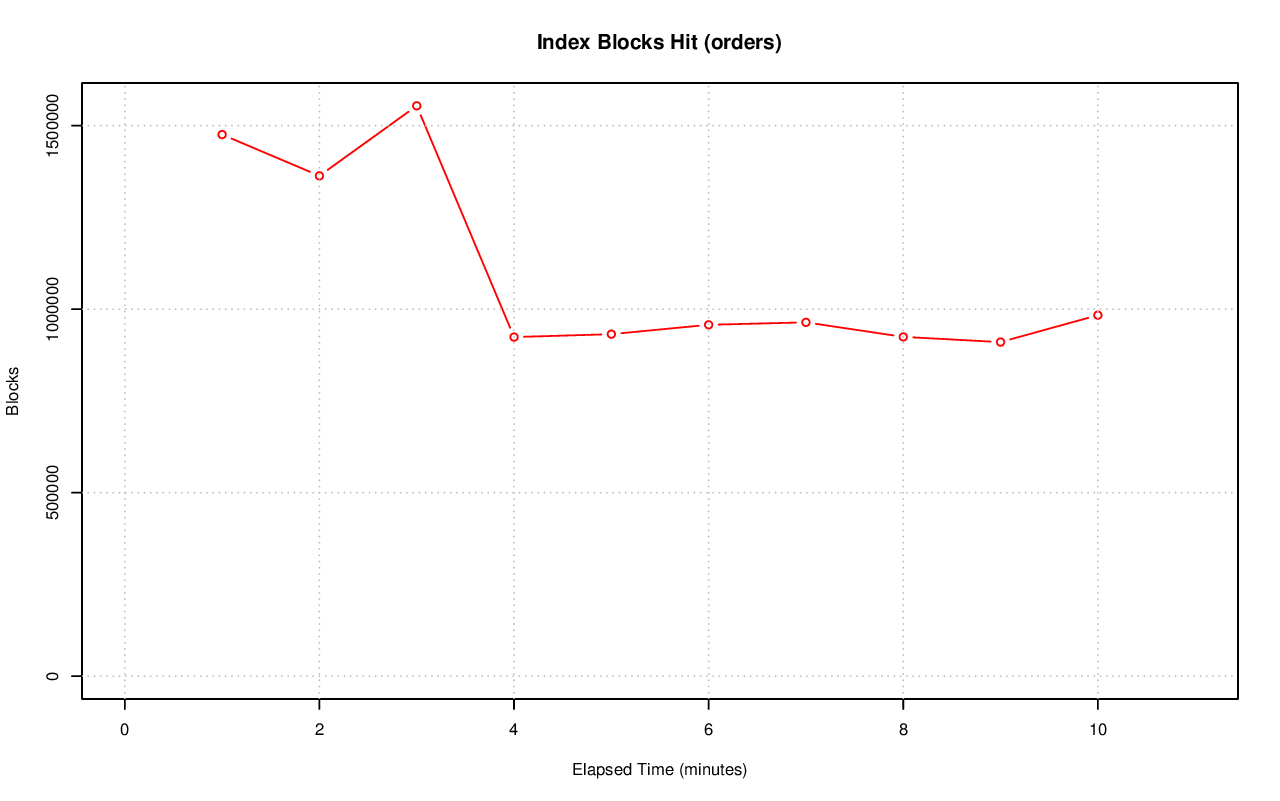 Index Blocks Hit (orders)
1500000
1000000
500000
0
Blocks
0 2 4 6 8 10
Elapsed Time (minutes)